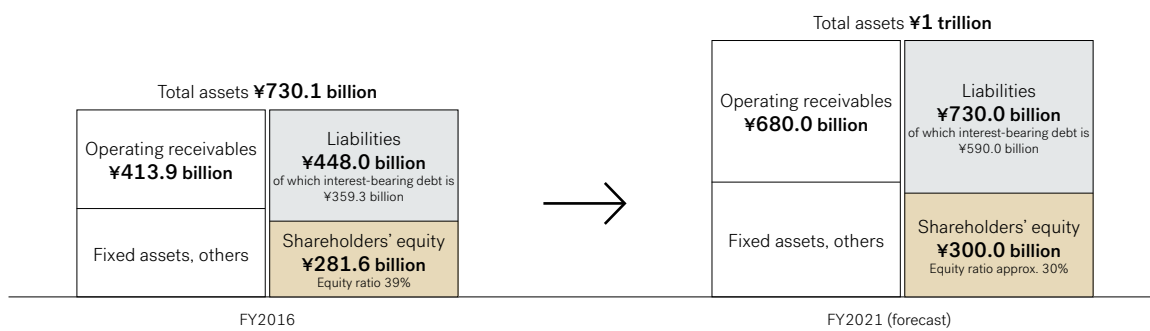 Total assets ¥730.1 billion
Operating receivables
¥413.9 billion
Fixed assets, others
Liabilities
¥448.0 billion
of which interest-bearing debt is
¥359.3 billion
Shareholders’ equity
¥281.6 billion
Equity ratio 39%
FY2016
Total assets ¥1 trillion
Operating receivables
¥680.0 billion
Fixed assets, others
Liabilities
¥730.0 billion
of which interest-bearing debt is
¥590.0 billion
Shareholders’ equity
¥300.0 billion
Equity ratio approx. 30%
FY2021 (forecast)